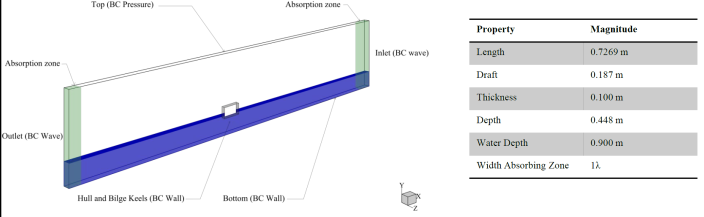 Top (BC Pressure)
Absorption zone
Inlet (BC wave)
Absorption zone
Outlet (BC Wave)
Hull and Bilge Keels (BC Wall)
Bottom (BC Wall)
Y
X
Z
Property Magnitude
Length 0.7269 m
Draft 0.187 m
Thickness 0.100 m
Depth 0.448 m
Water Depth 0.900 m
Width Absorbing Zone 1λ